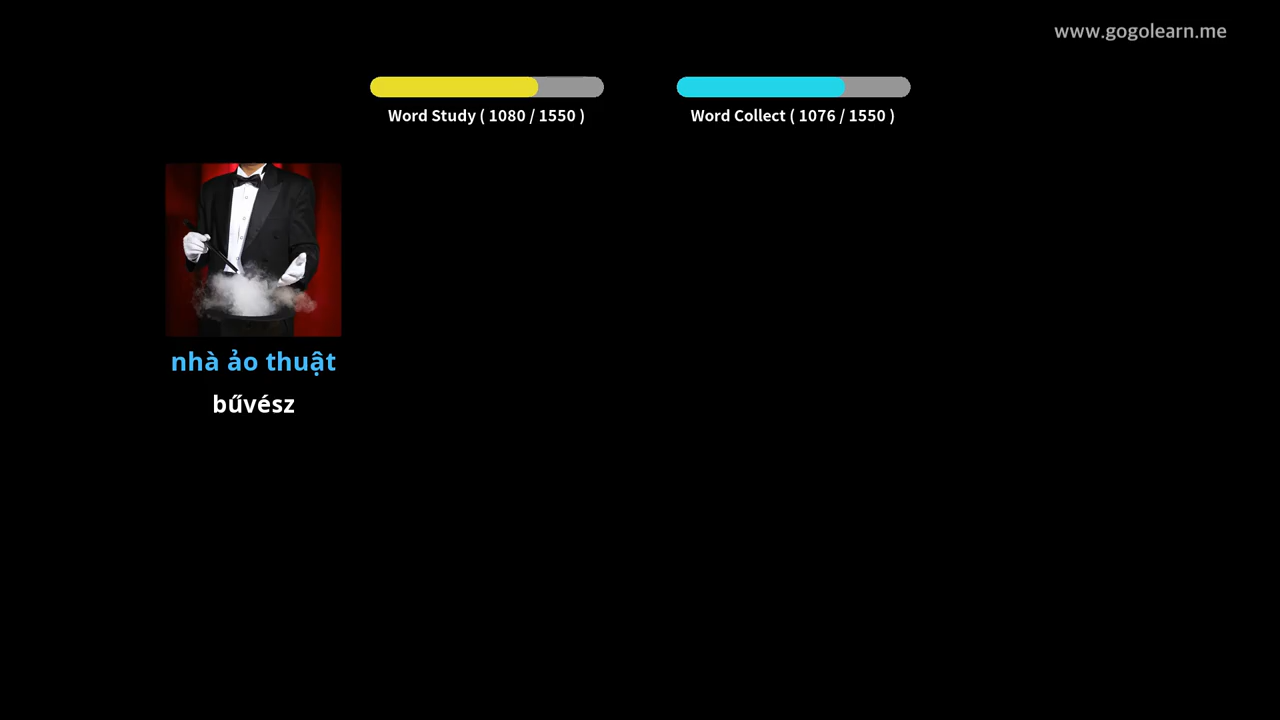 www.gogolearn.me
Word Study ( 1080 / 1550 )
Word Collect ( 1076 / 1550 )
nhà ảo thuật
bűvész